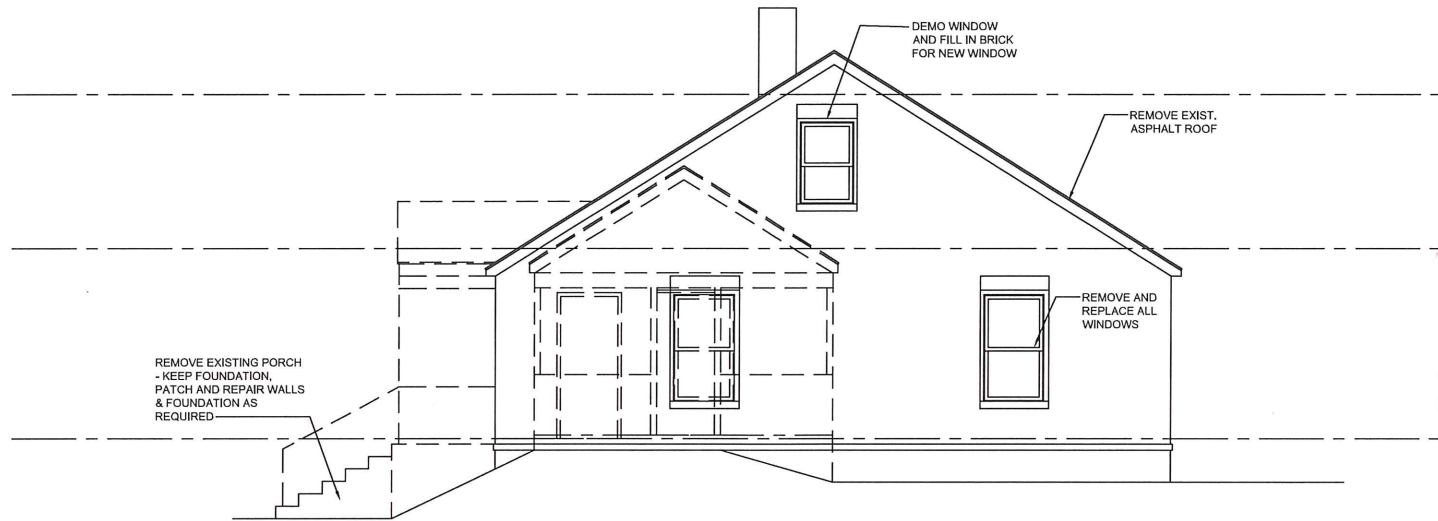 DEMO WINDOW
AND FILL IN BRICK
FOR NEW WINDOW
REMOVE EXIST.
ASPHALT ROOF
REMOVE AND
REPLACE ALL
WINDOWS
REMOVE EXISTING PORCH
- KEEP FOUNDATION,
PATCH AND REPAIR WALLS
& FOUNDATION AS
REQUIRED